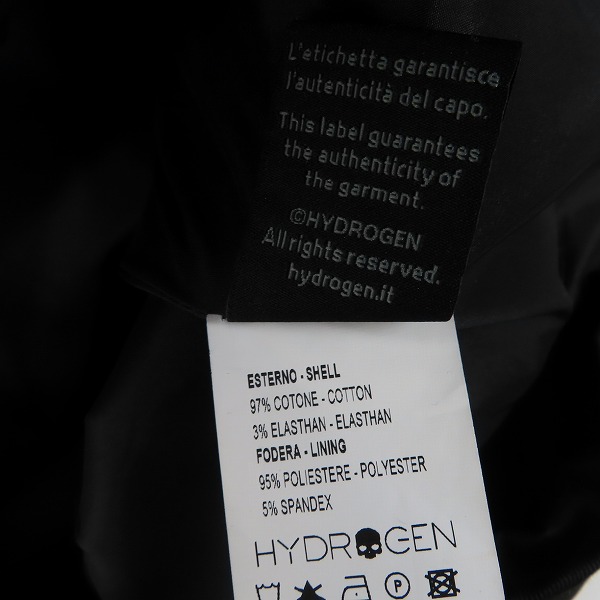 L'etichetta garantisce
l'autenticità del capo.
This label guarantees
the authenticity of
the garment.
©HYDROGEN
All rights reserved.
hydrogen.it
ESTERNO - SHELL
97% COTONE - COTTON
3% ELASTHAN - ELASTHAN
FODERA - LINING
95% POLIESTERE - POLYESTER
5% SPANDEX
HYDROGEN
P